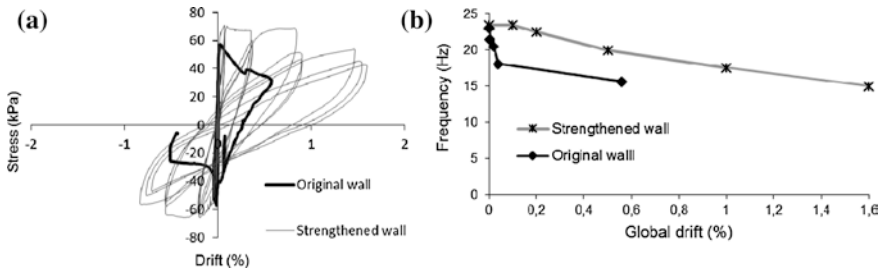 (a)
80
60
40
20
0
-20
-40
-60
-80
-2
-1
0
1
2
Stress (kPa)
Drift (%)
Original wall
Strengthened wall
(b)
25
20
15
10
5
0
0
0,2
0,4
0,6
0,8
1,0
1,2
1,4
1,6
Frequency (Hz)
Global drift (%)
Strengthened wall
Original walll